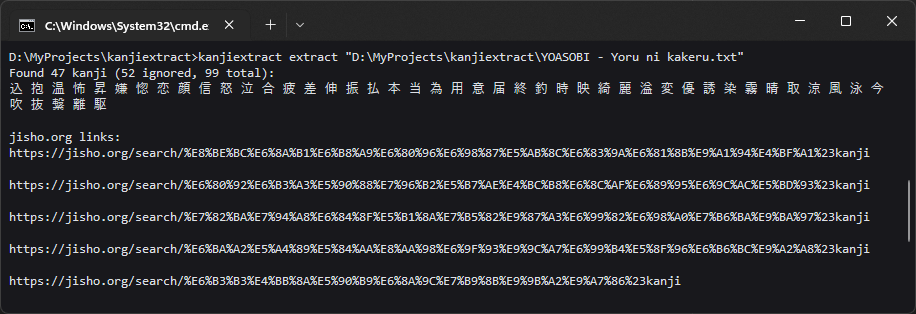 C:\Windows\System32\cmd.e
D:\MyProjects\kanjiextract>kanjiextract extract "D:\MyProjects\kanjiextract\YOASOBI - Yoru ni kakeru.txt"
Found 47 kanji (52 ignored, 99 total):
込 抱 温 怖 昇 嫌 惚 恋 顔 信 怒 泣 合 疲 差 伸 振 払 本 当 為 用 意 届 終 釣 時 映 綺 麗 溢 変 優 誘 染 霧 晴 取 涼 風 泳 今
吹 抜 繋 離 駆
jisho.org links:
https://jisho.org/search/%E8%BE%BC%E6%8A%B1%E6%B8%A9%E6%80%96%E6%98%87%E5%AB%8C%E6%83%9A%E6%81%8B%E9%A1%94%E4%BF%A1%23kanji
https://jisho.org/search/%E6%80%92%E6%B3%A3%E5%90%88%E7%96%B2%E5%B7%AE%E4%BC%B8%E6%8C%AF%E6%89%95%E6%9C%AC%E5%BD%93%23kanji
https://jisho.org/search/%E7%82%BA%E7%94%A8%E6%84%8F%E5%B1%8A%E7%B5%82%E9%87%A3%E6%99%82%E6%98%A0%E7%B6%BA%E9%BA%97%23kanji
https://jisho.org/search/%E6%BA%A2%E5%A4%89%E5%84%AA%E8%AA%98%E6%9F%93%E9%9C%A7%E6%99%B4%E5%8F%96%E6%B6%BC%E9%A2%A8%23kanji
https://jisho.org/search/%E6%B3%B3%E4%BB%8A%E5%90%B9%E6%8A%9C%E7%B9%8B%E9%9B%A2%E9%A7%86%23kanji